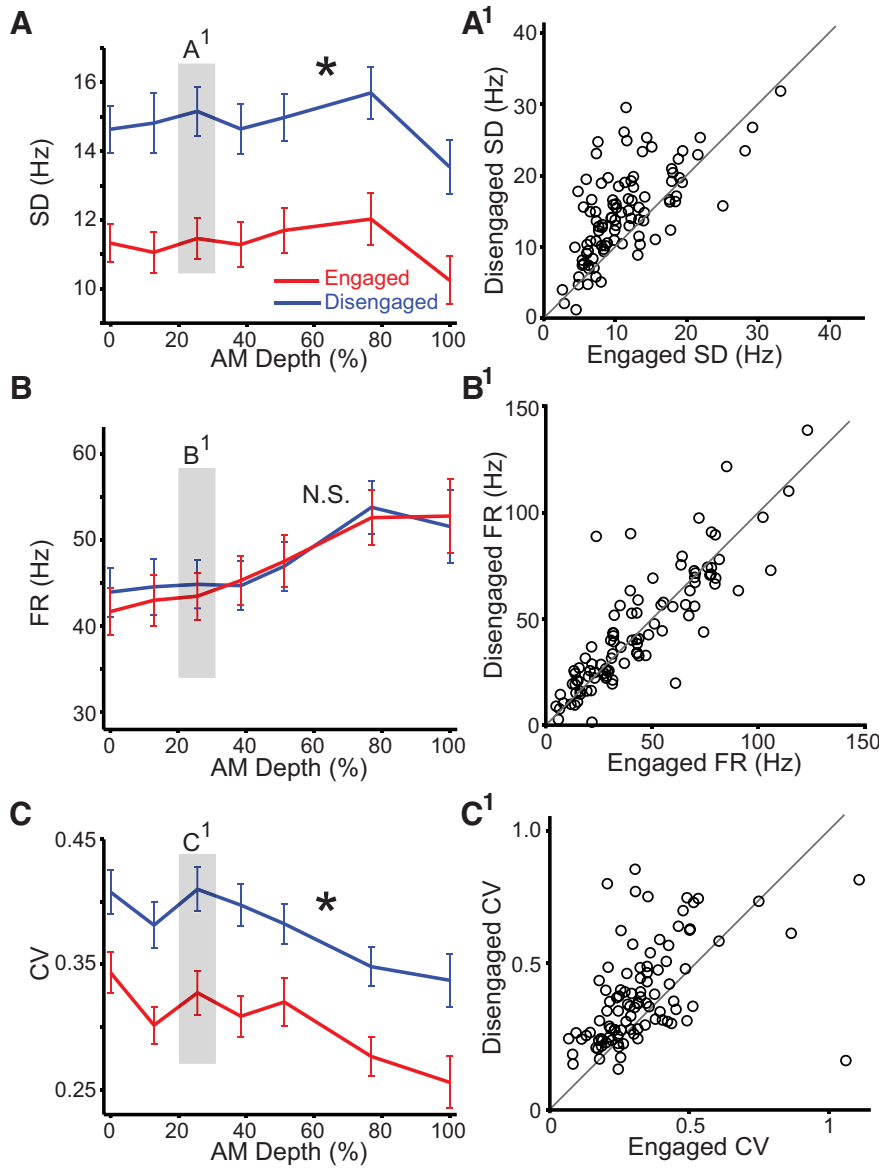 A
SD (Hz)
16
14
12
10
A1
*
Engaged
Disengaged
0 20 40 60 80 100
AM Depth (%)
A1
Disengaged SD (Hz)
40
30
20
10
0
0 10 20 30 40
Engaged SD (Hz)
B
FR (Hz)
60
50
40
30
B1
N.S.
0 20 40 60 80 100
AM Depth (%)
B1
Disengaged FR (Hz)
150
100
50
0
0 50 100 150
Engaged FR (Hz)
C
CV
0.45
0.35
0.25
C1
*
0 20 40 60 80 100
AM Depth (%)
C1
Disengaged CV
1.0
0.5
0
0 0.5 1
Engaged CV